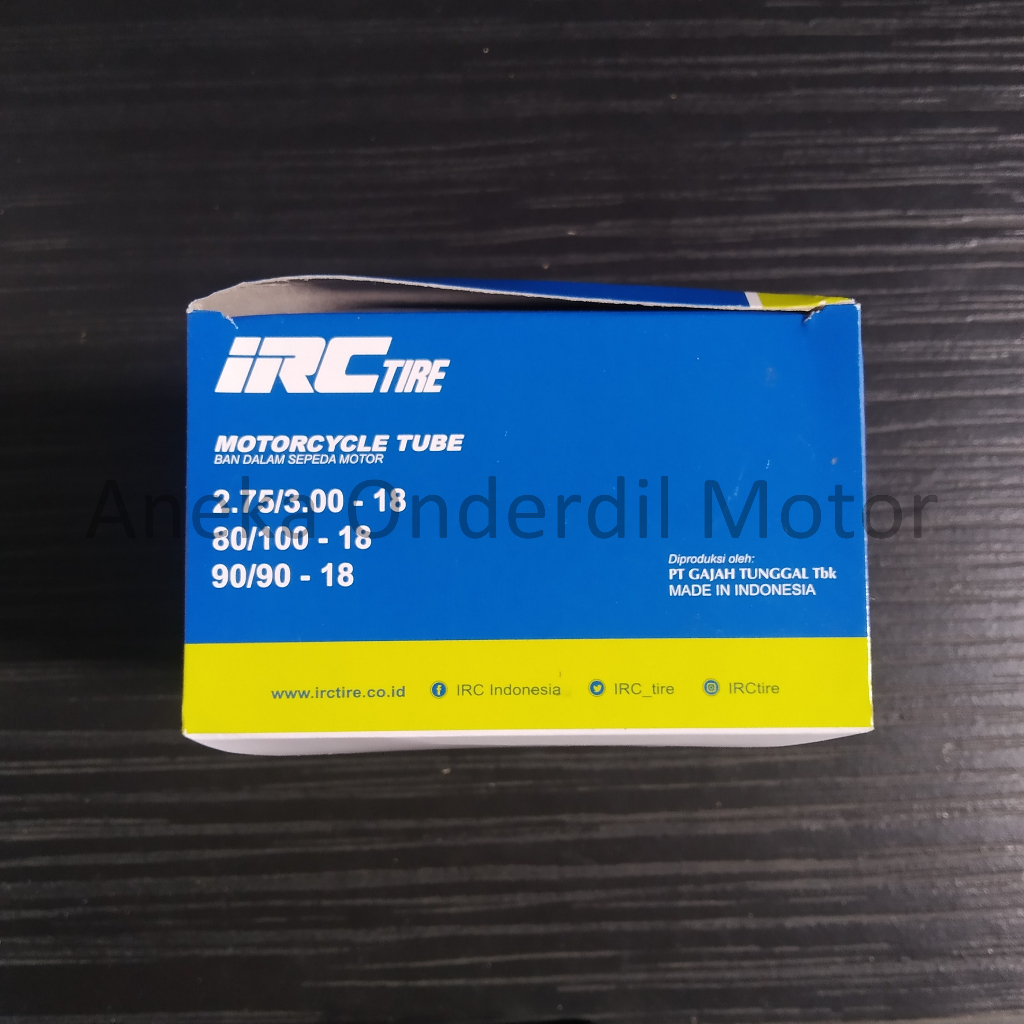 iRC TIRE
MOTORCYCLE TUBE
BAN DALAM SEPEDA MOTOR
2.75/3.00 - 18
Aneka Onderdil Motor
80/100 - 18
90/90 - 18
Diproduksi oleh:
PT GAJAH TUNGGAL Tbk
MADE IN INDONESIA
www.irctire.co.id IRC Indonesia IRC_tire IRCtire